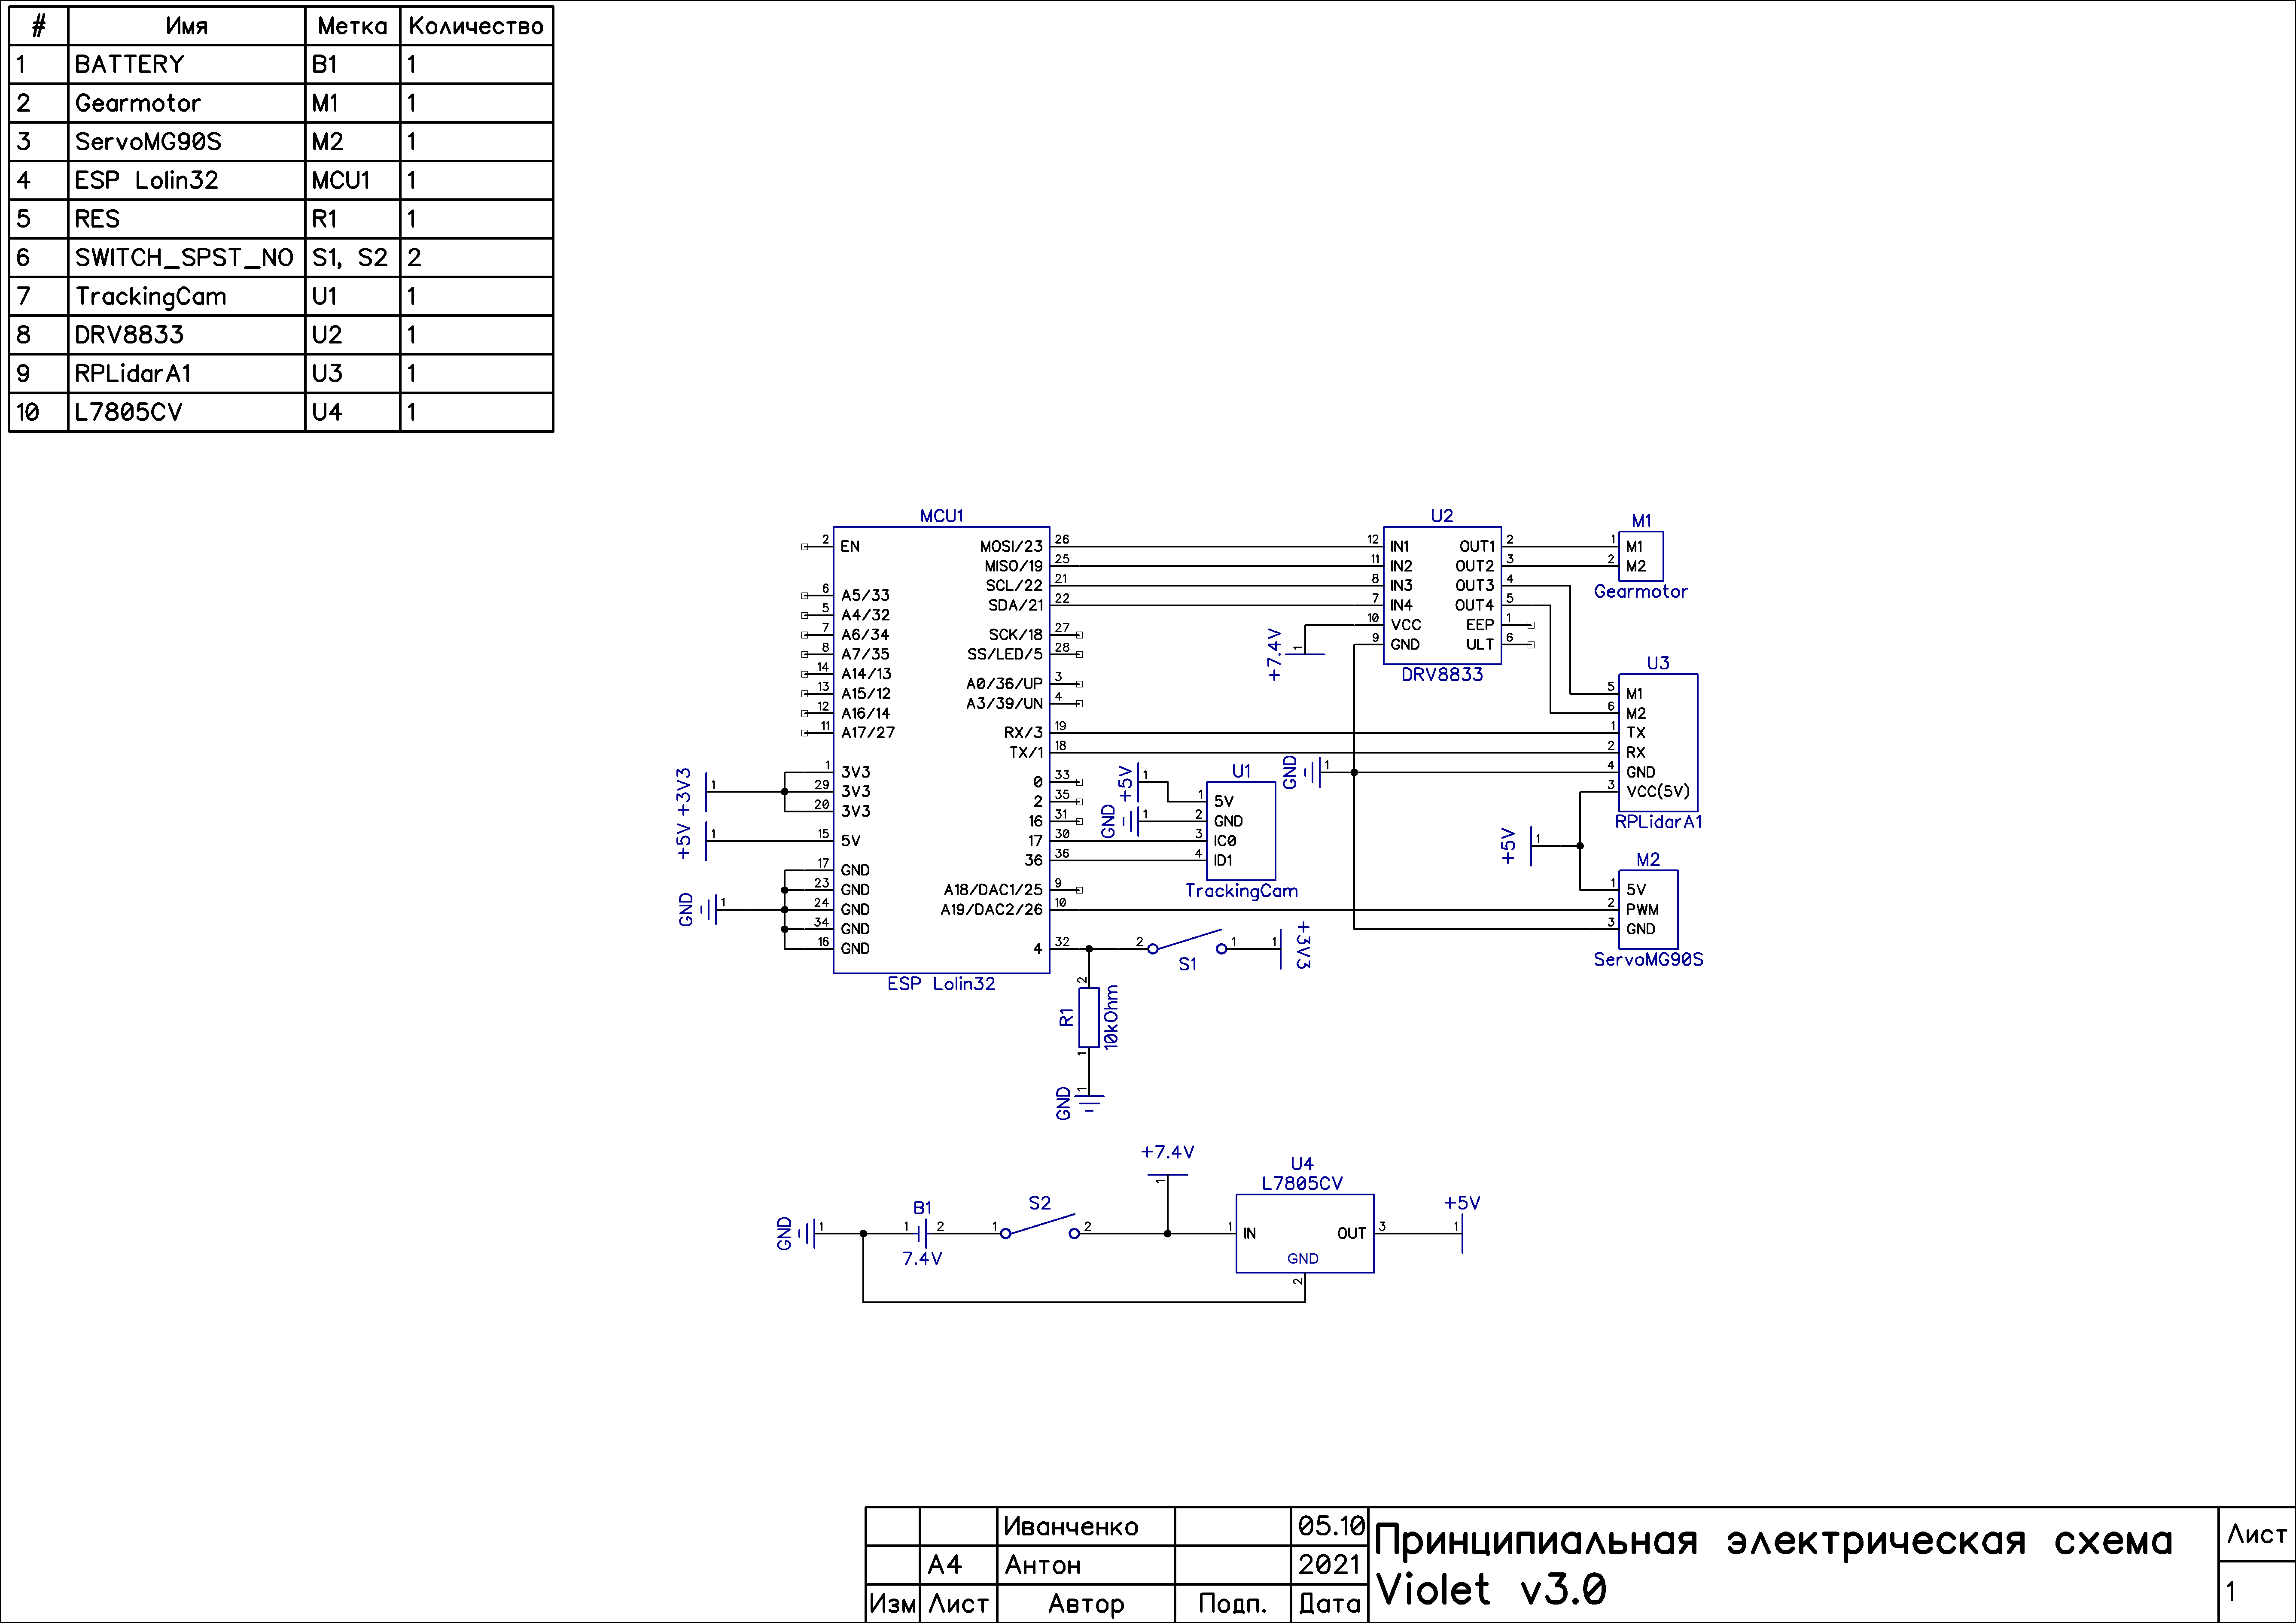 # Имя Метка Количество
1 BATTERY B1 1
2 Gearmotor M1 1
3 ServoMG90S M2 1
4 ESP Lolin32 MCU1 1
5 RES R1 1
6 SWITCH_SPST_NO S1, S2 2
7 TrackingCam U1 1
8 DRV8833 U2 1
9 RPLidarA1 U3 1
10 L7805CV U4 1
MCU1
2 EN
6 A5/33
5 A4/32
7 A6/34
8 A7/35
14 A14/13
13 A15/12
12 A16/14
11 A17/27
+3V3 1
1 3V3
29 3V3
20 3V3
+5V 1
15 5V
17 GND
23 GND
GND 1
24 GND
34 GND
16 GND
MOSI/23 26
MISO/19 25
SCL/22 21
SDA/21 22
SCK/18 27
SS/LED/5 28
A0/36/UP 3
A3/39/UN 4
RX/3 19
TX/1 18
0 33
2 35
16 31
17 30
36 36
A18/DAC1/25 9
A19/DAC2/26 10
4 32
ESP Lolin32
U2
12 IN1 OUT1 2
11 IN2 OUT2 3
8 IN3 OUT3 4
7 IN4 OUT4 5
10 VCC EEP 1
9 GND ULT 6
DRV8833
+7.4V 1
M1
1 M1
2 M2
Gearmotor
U3
5 M1
6 M2
1 TX
2 RX
4 GND
3 VCC(5V)
RPLidarA1
GND 1
U1
+5V 1
GND 1
1 5V
2 GND
3 IC0
4 ID1
TrackingCam
+5V 1
M2
1 5V
2 PWM
3 GND
ServoMG90S
2 S1 1
1 +3V3
2
R1 10kOhm
1
GND 1
+7.4V
1
U4
L7805CV
GND 1
B1
1 2
7.4V
S2
1 2
1 IN OUT 3
GND
2
+5V
1
Иванченко 05.10
А4 Антон 2021
Изм Лист Автор Подп. Дата
Принципиальная электрическая схема
Violet v3.0
Лист
1